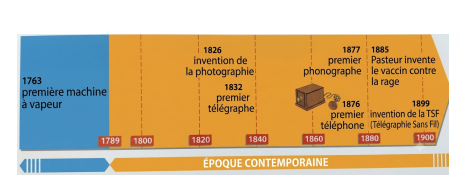 1763
première machine
à vapeur
1826
invention de
la photographie
1832
premier
télégraphe
1877
premier
phonographe
1876
premier
téléphone
1885
Pasteur invente
le vaccin contre
la rage
1899
invention de la TSF
(Télégraphie Sans Fil)
1789 1800 1820 1840 1860 1880 1900
ÉPOQUE CONTEMPORAINE